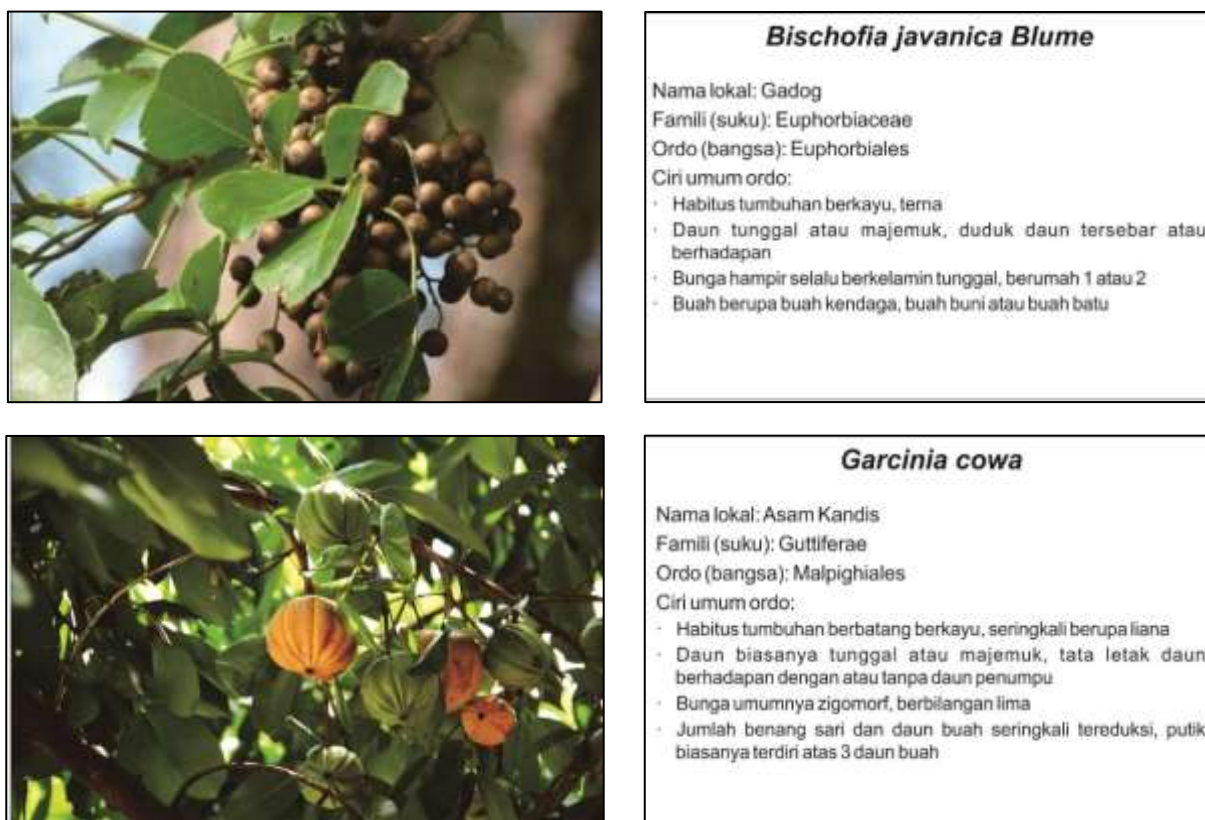 Bischofia javanica Blume
Nama lokal: Gadog
Famili (suku): Euphorbiaceae
Ordo (bangsa): Euphorbiales
Ciri umum ordo:
· Habitus tumbuhan berkayu, terna
· Daun tunggal atau majemuk, duduk daun tersebar atau
berhadapan
· Bunga hampir selalu berkelamin tunggal, berumah 1 atau 2
· Buah berupa buah kendaga, buah buni atau buah batu
Garcinia cowa
Nama lokal: Asam Kandis
Famili (suku): Guttiferae
Ordo (bangsa): Malpighiales
Ciri umum ordo:
· Habitus tumbuhan berbatang berkayu, seringkali berupa liana
· Daun biasanya tunggal atau majemuk, tata letak daun
berhadapan dengan atau tanpa daun penumpu
· Bunga umumnya zigomorf, berbilangan lima
· Jumlah benang sari dan daun buah seringkali tereduksi, putik
biasanya terdiri atas 3 daun buah